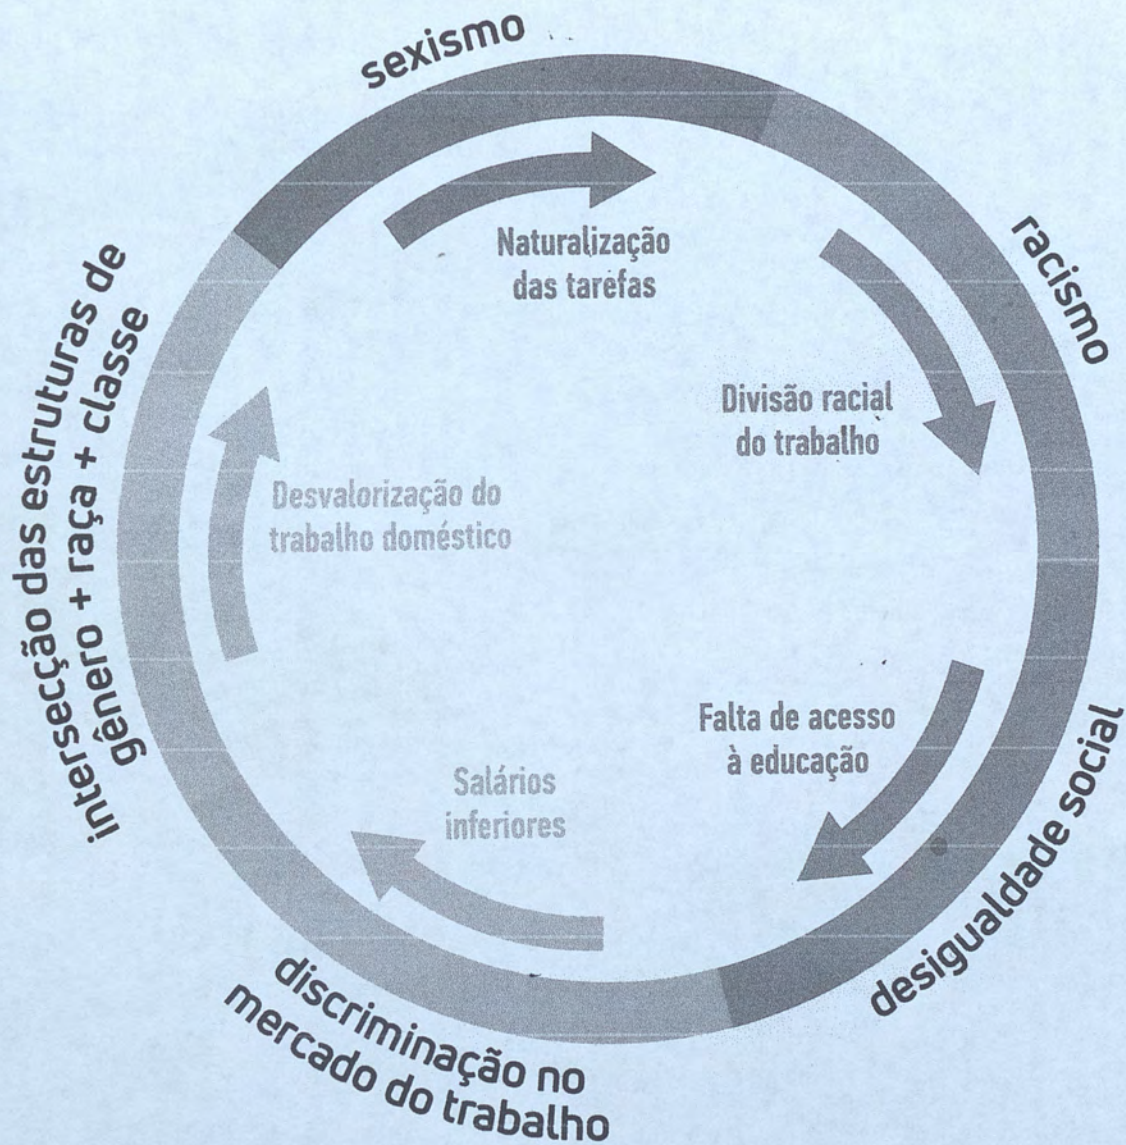 sexismo
Naturalização
das tarefas
racismo
Divisão racial
do trabalho
desigualdade social
Falta de acesso
à educação
discriminação no
mercado do trabalho
Salários
inferiores
intersecção das estruturas de
gênero + raça + classe
Desvalorização do
trabalho doméstico